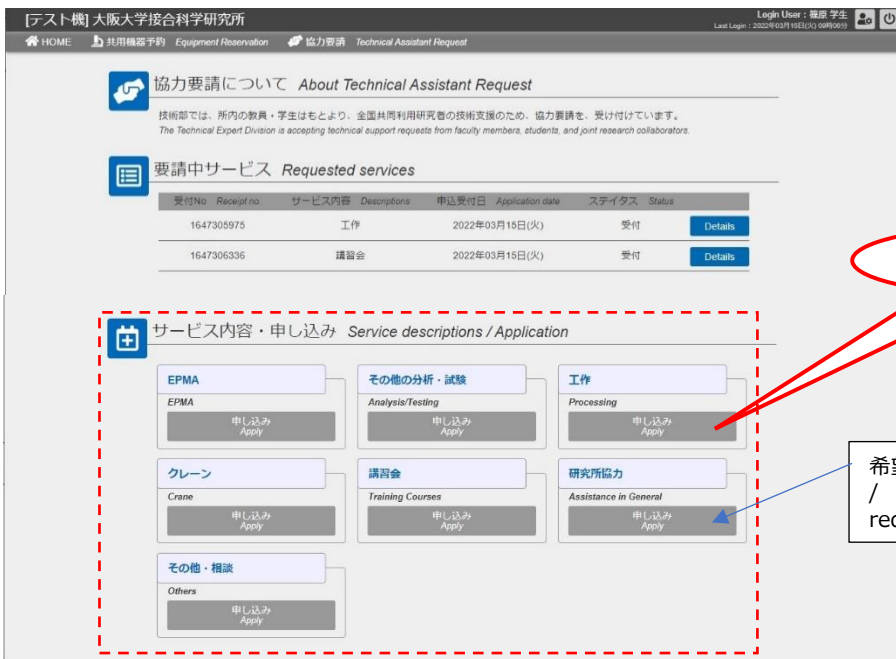 [テスト機] 大阪大学接合科学研究所
Login User : 篠原 学生
Last Login : 2022年03月15日(火) 09時06分
HOME 共用機器予約 Equipment Reservation 協力要請 Technical Assistant Request
協力要請について About Technical Assistant Request
技術部では、所内の教員・学生はもとより、全国共同利用研究者の技術支援のため、協力要請を、受け付けています。
The Technical Expert Division is accepting technical support requests from faculty members, students, and joint research collaborators.
要請中サービス Requested services
受付No Receipt no. サービス内容 Descriptions 申込受付日 Application date ステイタス Status
1647305975 工作 2022年03月15日(火) 受付 Details
1647306336 講習会 2022年03月15日(火) 受付 Details
サービス内容・申し込み Service descriptions / Application
EPMA その他の分析・試験 工作
EPMA Analysis/Testing Processing
申し込み 申し込み 申し込み
Apply Apply Apply
クレーン 講習会 研究所協力
Crane Training Courses Assistance in General
申し込み 申し込み 申し込み
Apply Apply Apply
その他・相談
Others
申し込み
Apply
希望
/